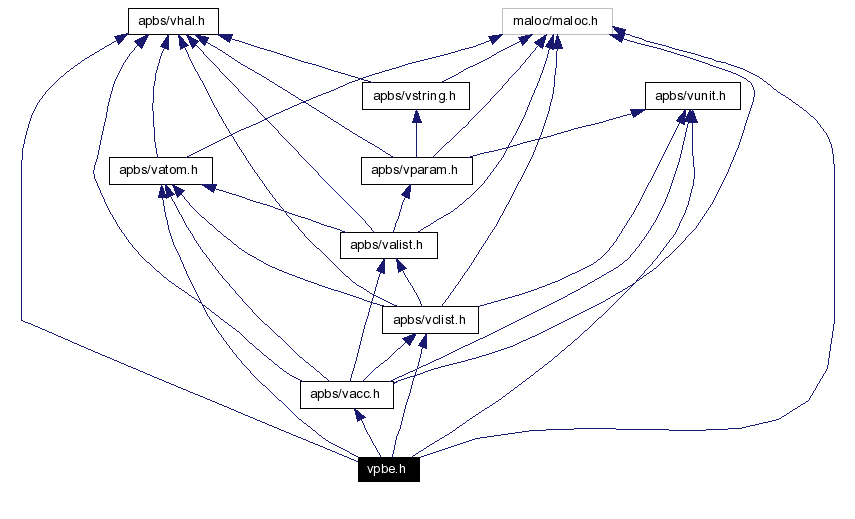 apbs/vhal.h
maloc/maloc.h
apbs/vstring.h
apbs/vunit.h
apbs/vatom.h
apbs/vparam.h
apbs/valist.h
apbs/vclist.h
apbs/vacc.h
vpbe.h